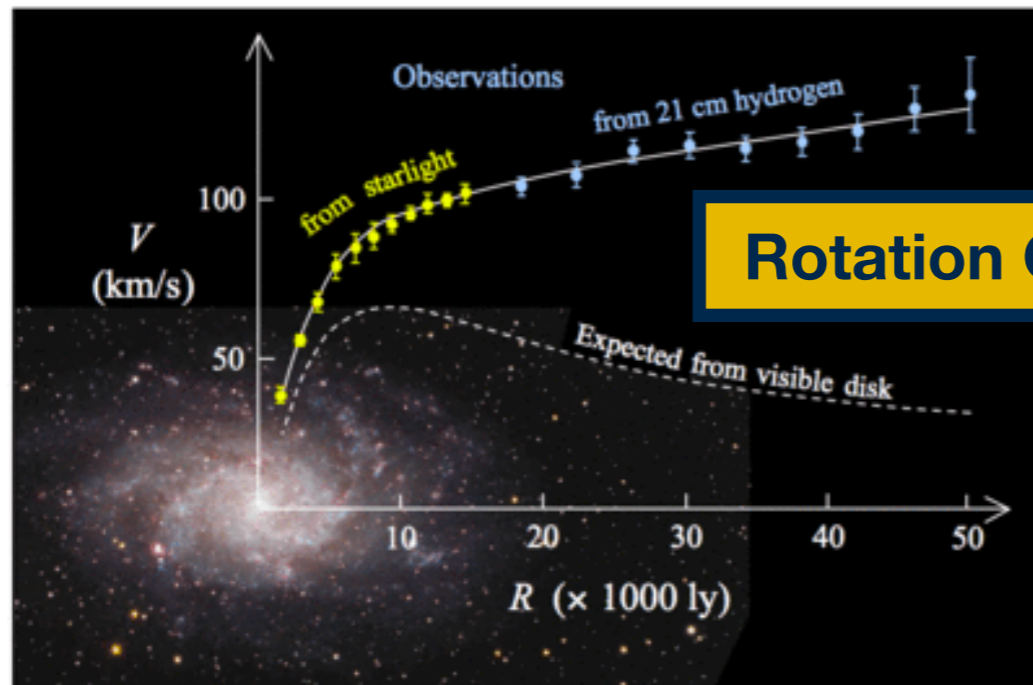 Observations
from 21 cm hydrogen
from starlight
100
V
(km/s)
Rotation
50
Expected from visible disk
10 20 30 40 50
R (× 1000 ly)